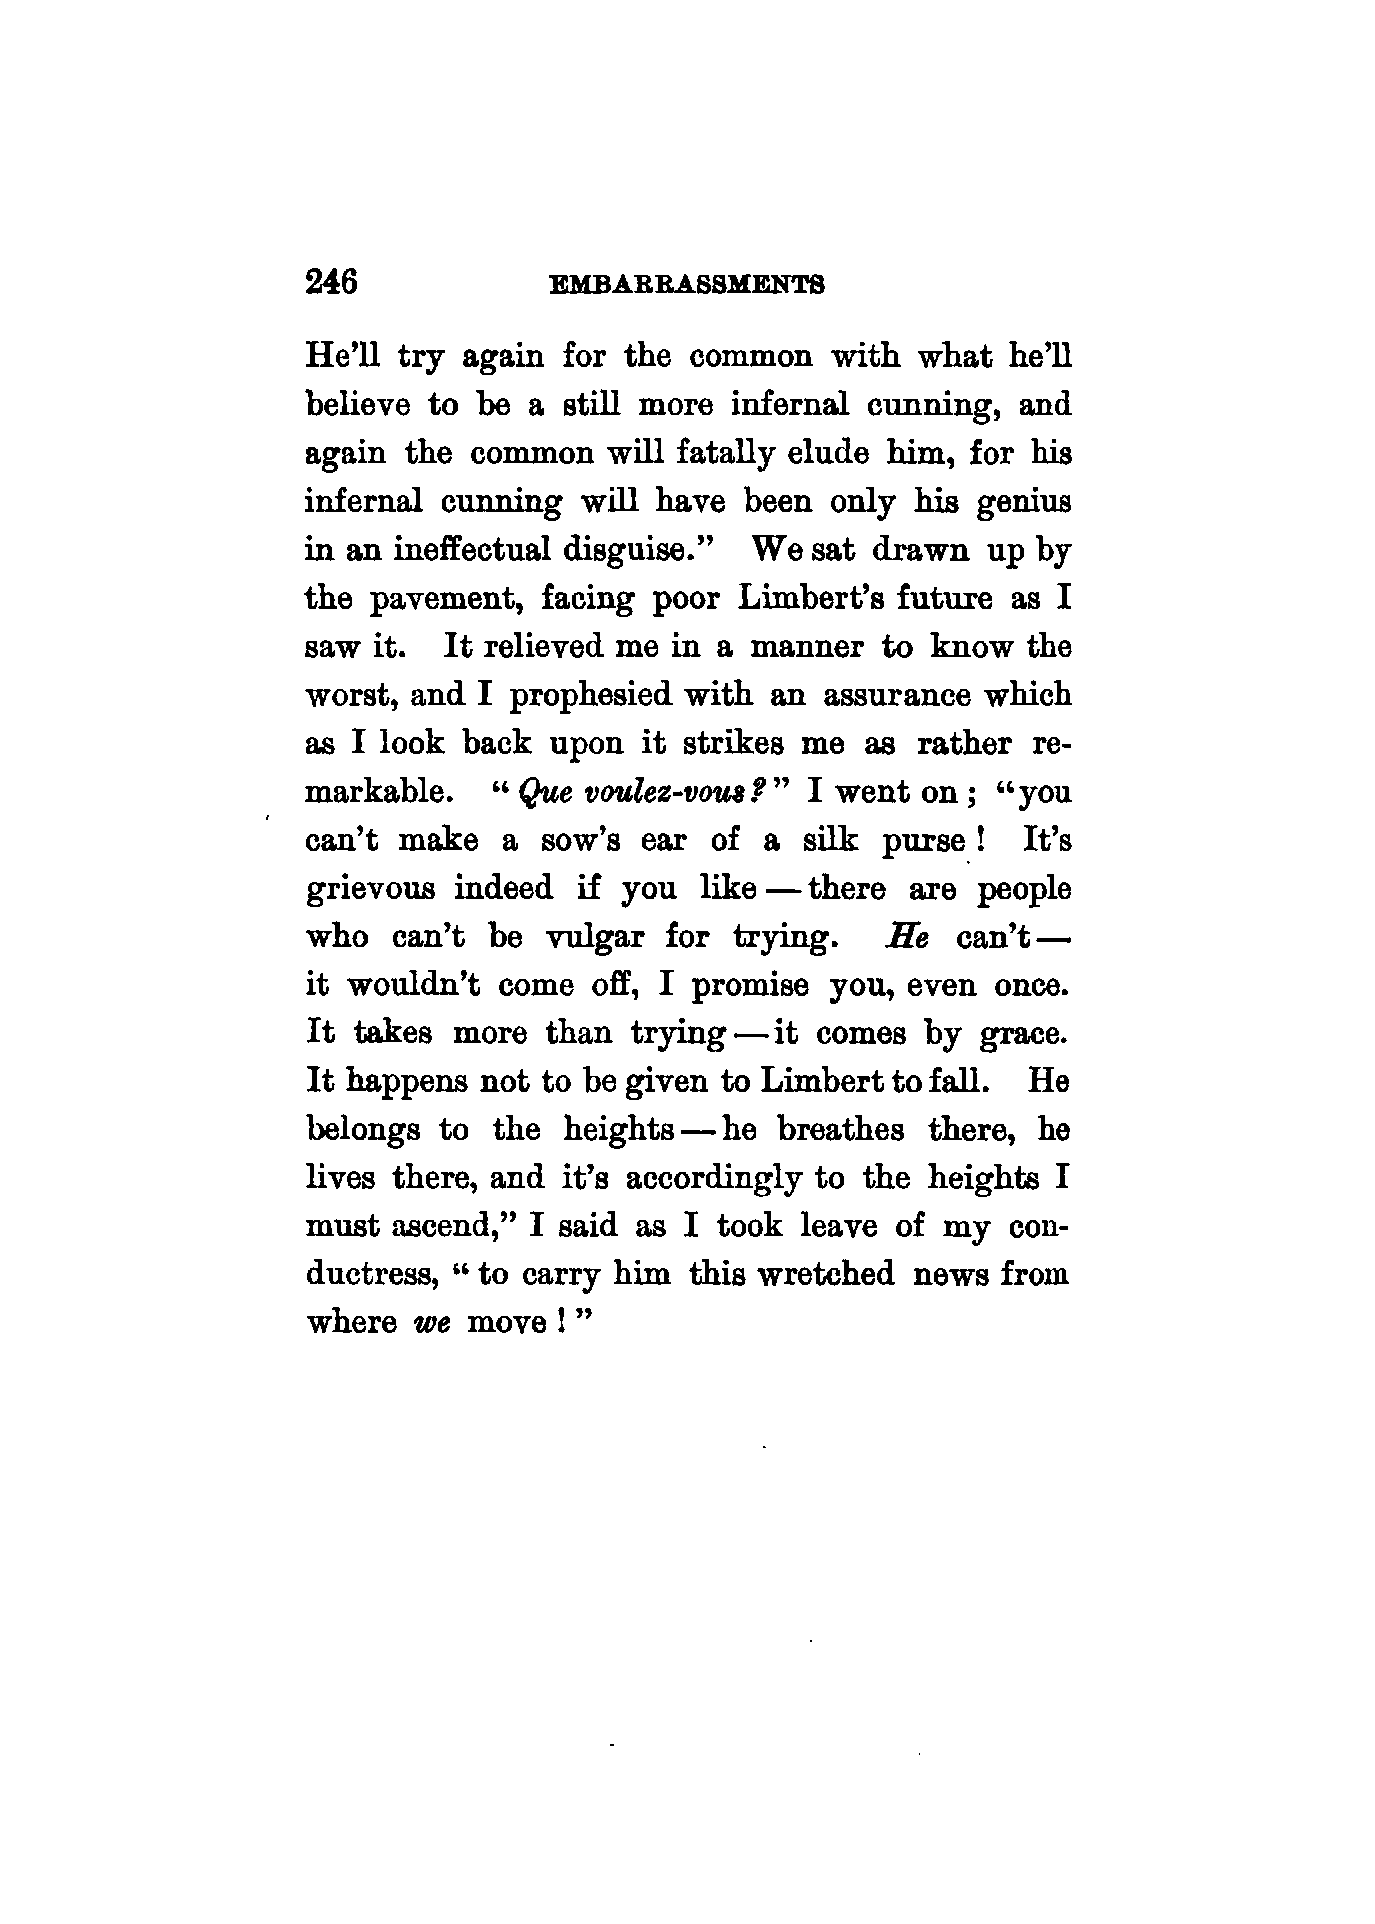 246 EMBARRASSMENTS
He'll try again for the common with what he'll
believe to be a still more infernal cunning, and
again the common will fatally elude him, for his
infernal cunning will have been only his genius
in an ineffectual disguise." We sat drawn up by
the pavement, facing poor Limbert's future as I
saw it. It relieved me in a manner to know the
worst, and I prophesied with an assurance which
as I look back upon it strikes me as rather re-
markable. "Que voulez-vous?" I went on; "you
can't make a sow's ear of a silk purse! It's
grievous indeed if you like—there are people
who can't be vulgar for trying. He can't—
it wouldn't come off, I promise you, even once.
It takes more than trying—it comes by grace.
It happens not to be given to Limbert to fall. He
belongs to the heights—he breathes there, he
lives there, and it's accordingly to the heights I
must ascend," I said as I took leave of my con-
ductress, "to carry him this wretched news from
where we move!"